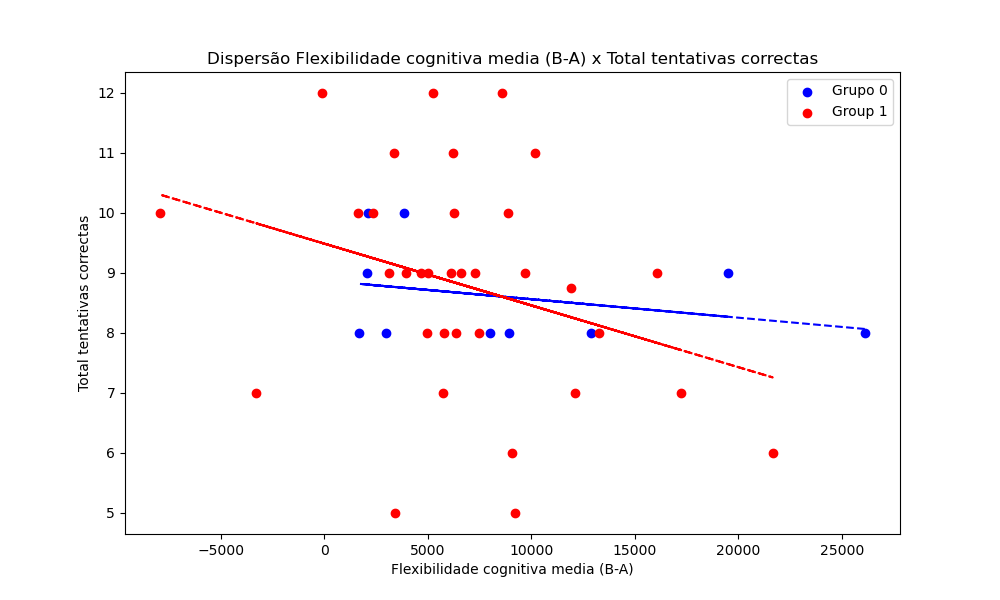 Dispersão Flexibilidade cognitiva media (B-A) x Total tentativas correctas
Grupo 0
Group 1
12
11
10
9
8
7
6
5
Total tentativas correctas
−5000 0 5000 10000 15000 20000 25000
Flexibilidade cognitiva media (B-A)